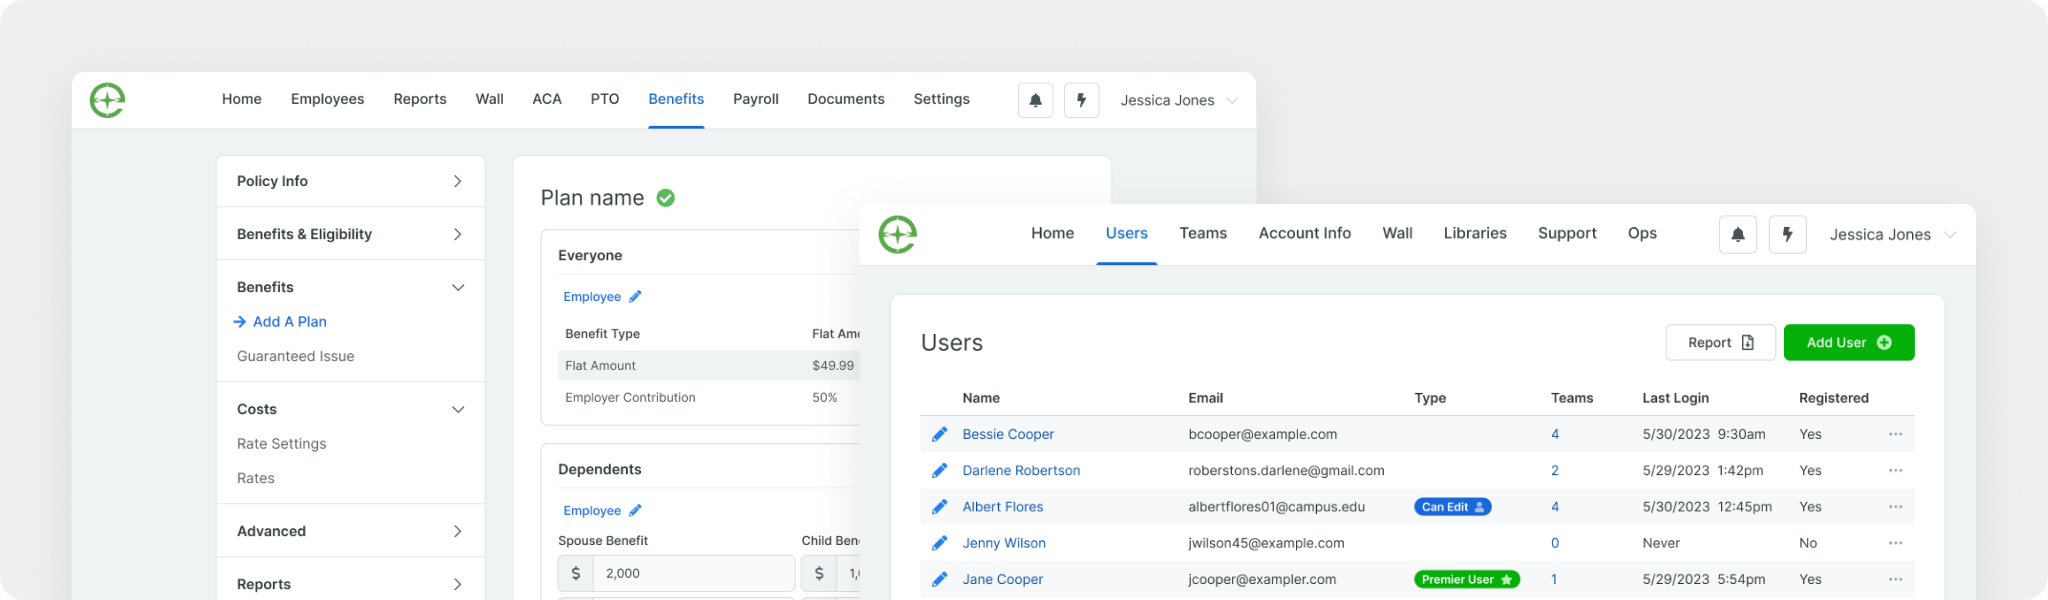 Home Employees Reports Wall ACA PTO Benefits Payroll Documents Settings Jessica Jones
Policy Info
Benefits & Eligibility
Benefits
Add A Plan
Guaranteed Issue
Costs
Rate Settings
Rates
Advanced
Reports
Plan name
Everyone
Employee
Benefit Type Flat
Flat Amount $49.99
Employer Contribution 50%
Dependents
Employee
Spouse Benefit Child
$ 2,000 $
Home Users Teams Account Info Wall Libraries Support Ops Jessica Jones
Users
Report Add User
Name Email Type Teams Last Login Registered
Bessie Cooper bcooper@example.com 4 5/30/2023 9:30am Yes
Darlene Robertson roberstons.darlene@gmail.com 2 5/29/2023 1:42pm Yes
Albert Flores albertflores01@campus.edu Can Edit 4 5/30/2023 12:45pm Yes
Jenny Wilson jwilson45@example.com 0 Never No
Jane Cooper jcooper@exampler.com Premier User 1 5/29/2023 5:54pm Yes